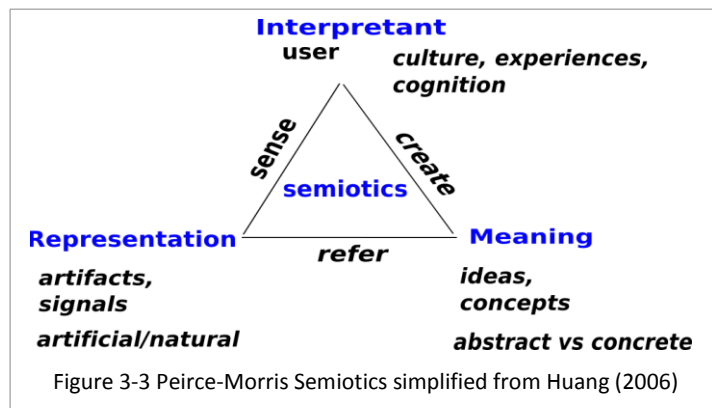 Interpretant
user
culture, experiences,
cognition
sense
create
semiotics
Representation
Meaning
refer
artifacts,
signals
artificial/natural
ideas,
concepts
abstract vs concrete
Figure 3-3 Peirce-Morris Semiotics simplified from Huang (2006)